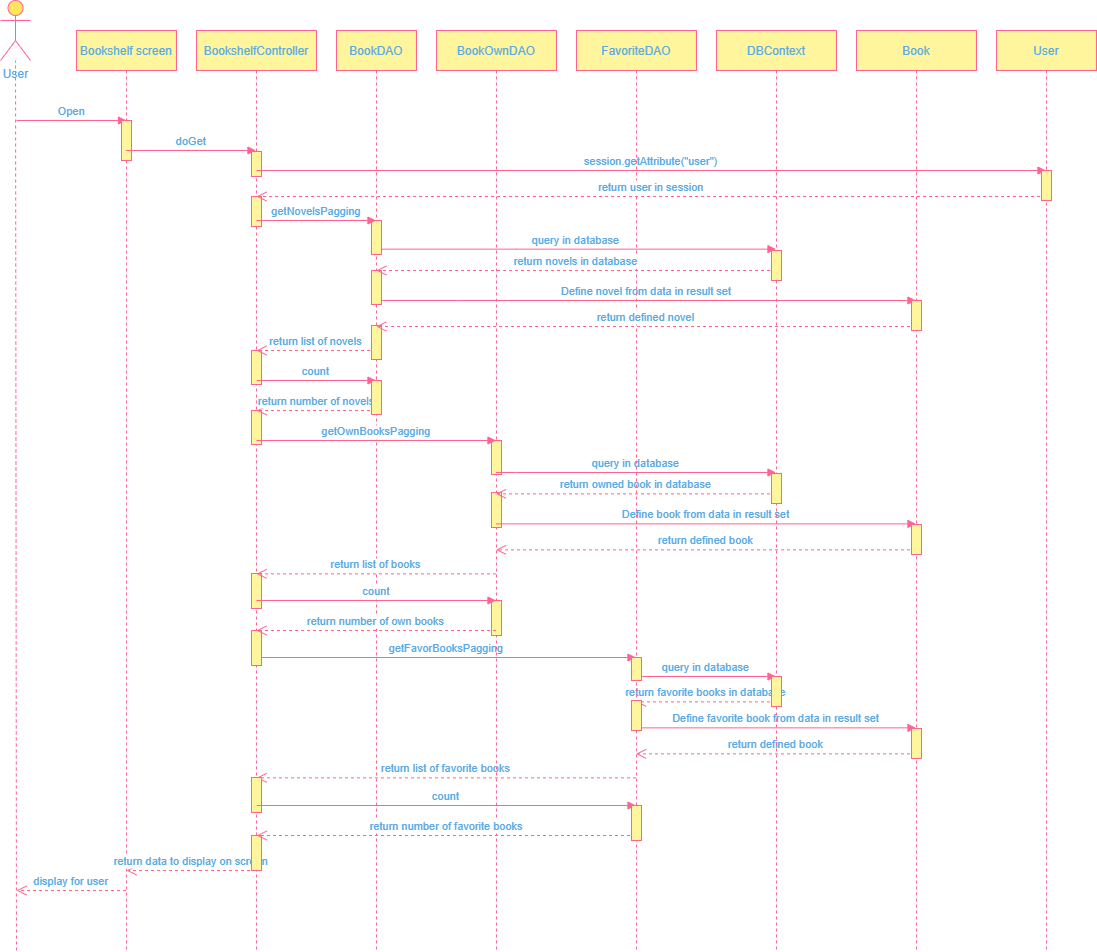 User
Bookshelf screen
BookshelfController
BookDAO
BookOwnDAO
FavoriteDAO
DBContext
Book
User
Open
doGet
session.getAttribute("user")
return user in session
getNovelsPagging
query in database
return novels in database
Define novel from data in result set
return defined novel
return list of novels
count
return number of novels
getOwnBooksPagging
query in database
return owned book in database
Define book from data in result set
return defined book
return list of books
count
return number of own books
getFavorBooksPagging
query in database
return favorite books in database
Define favorite book from data in result set
return defined book
return list of favorite books
count
return number of favorite books
return data to display on screen
display for user